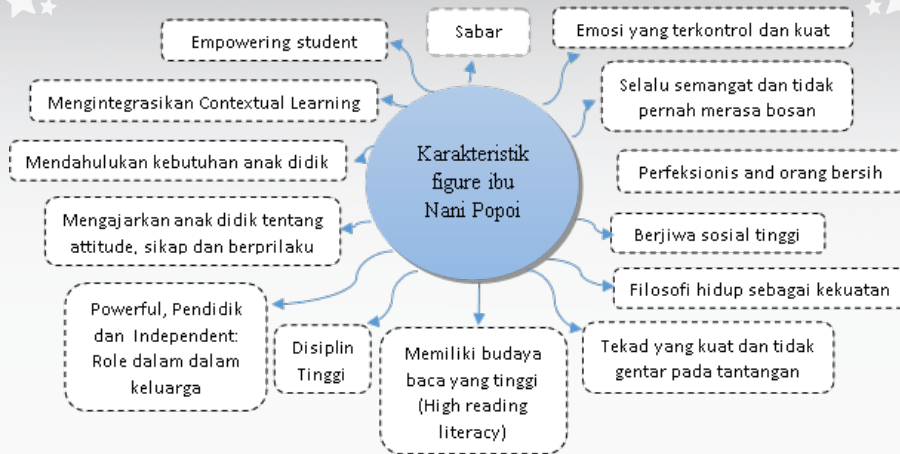 Sabar
Emosi yang terkontrol dan kuat
Empowering student
Selalu semangat dan tidak
pernah merasa bosan
Mengintegrasikan Contextual Learning
Karakteristik
figure ibu
Nani Popoi
Mendahulukan kebutuhan anak didik
Perfeksionis and orang bersih
Mengajarkan anak didik tentang
attitude, sikap dan berprilaku
Berjiwa sosial tinggi
Filosofi hidup sebagai kekuatan
Powerful, Pendidik
dan Independent:
Role dalam dalam
keluarga
Disiplin
Tinggi
Memiliki budaya
baca yang tinggi
(High reading
literacy)
Tekad yang kuat dan tidak
gentar pada tantangan